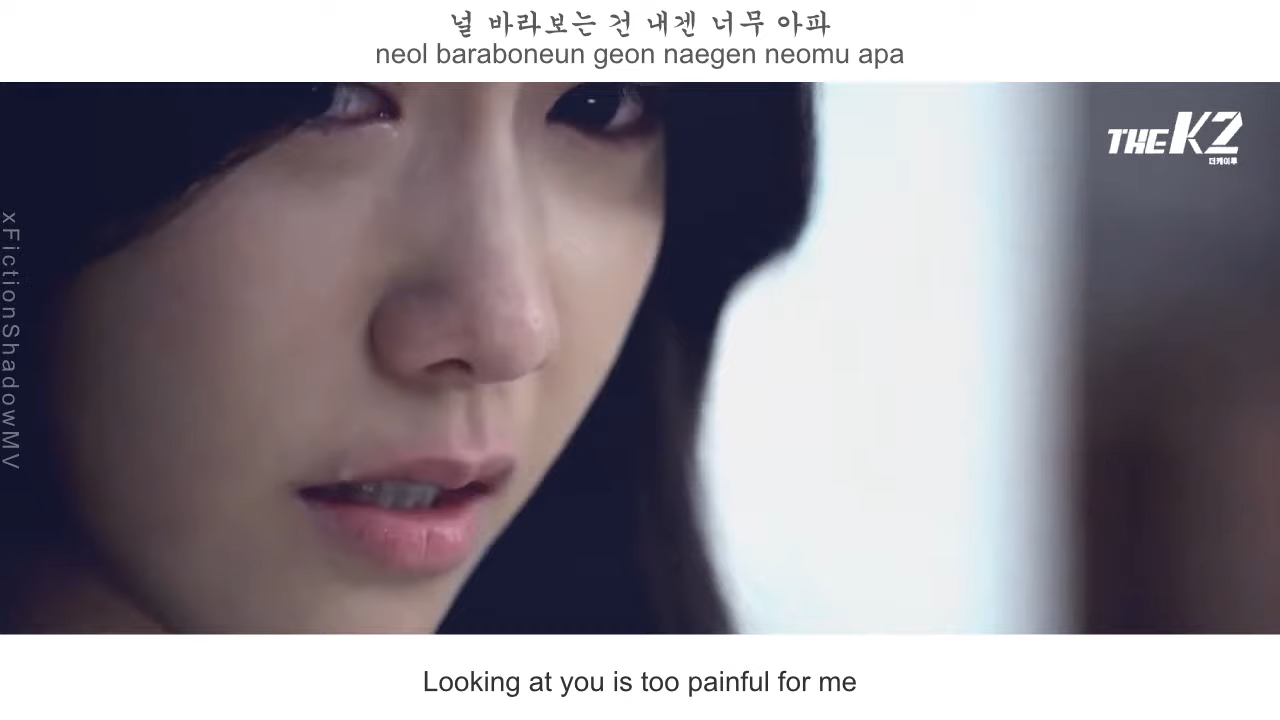 널 바라보는 건 내겐 너무 아파
neol baraboneun geon naegen neomu apa
THE K2
더케이투
xFictionShadowMV
Looking at you is too painful for me